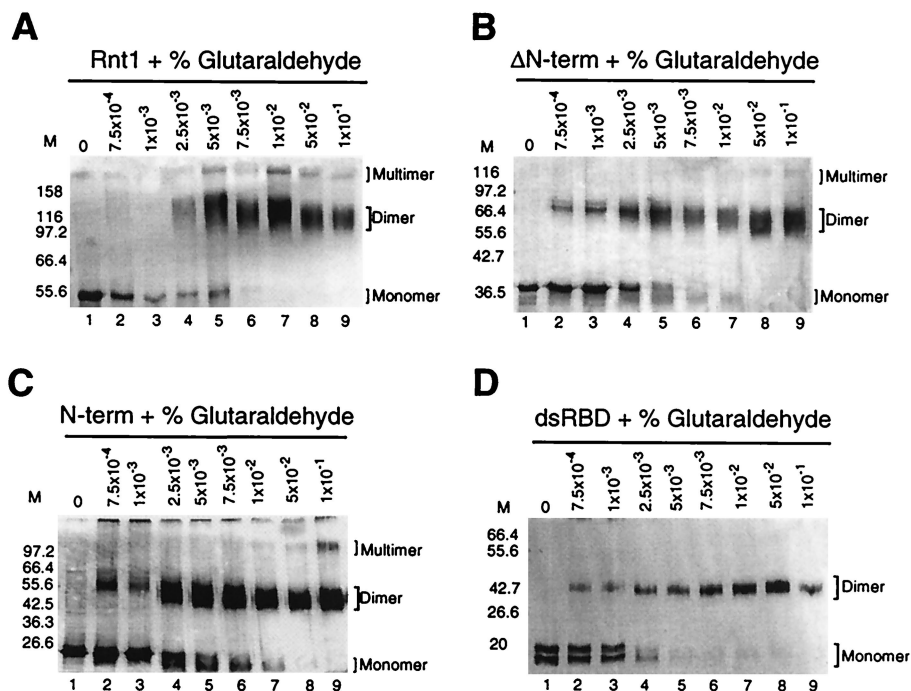 A
Rnt1 + % Glutaraldehyde
M 0 7.5x10-4 1x10-3 2.5x10-3 5x10-3 7.5x10-3 1x10-2 5x10-2 1x10-1
Multimer
158
116
Dimer
97.2
66.4
55.6
Monomer
1 2 3 4 5 6 7 8 9
B
ΔN-term + % Glutaraldehyde
M 0 7.5x10-4 1x10-3 2.5x10-3 5x10-3 7.5x10-3 1x10-2 5x10-2 1x10-1
116
Multimer
97.2
66.4
Dimer
55.6
42.7
36.5
Monomer
1 2 3 4 5 6 7 8 9
C
N-term + % Glutaraldehyde
M 0 7.5x10-4 1x10-3 2.5x10-3 5x10-3 7.5x10-3 1x10-2 5x10-2 1x10-1
97.2
Multimer
66.4
55.6
42.5
Dimer
36.3
26.6
Monomer
1 2 3 4 5 6 7 8 9
D
dsRBD + % Glutaraldehyde
M 0 7.5x10-4 1x10-3 2.5x10-3 5x10-3 7.5x10-3 1x10-2 5x10-2 1x10-1
66.4
55.6
42.7
Dimer
26.6
20
Monomer
1 2 3 4 5 6 7 8 9